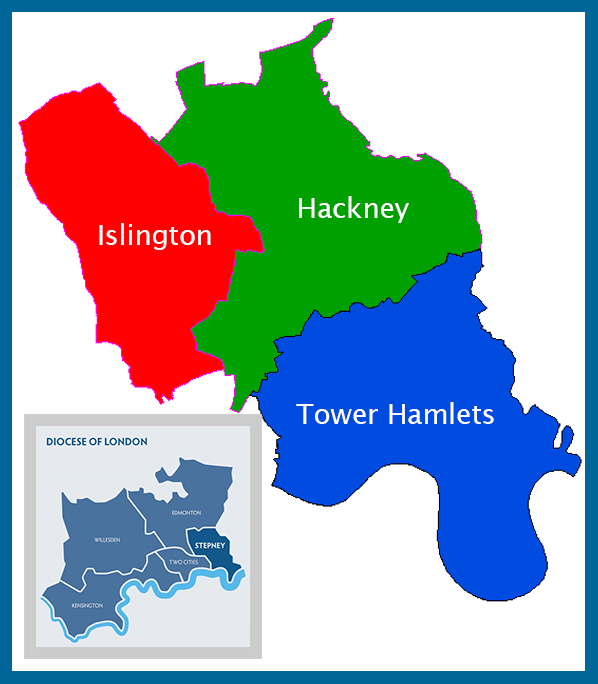 Hackney
Islington
Tower Hamlets
DIOCESE OF LONDON
EDMONTON
WILLESDEN
STEPNEY
TWO CITIES
KENSINGTON